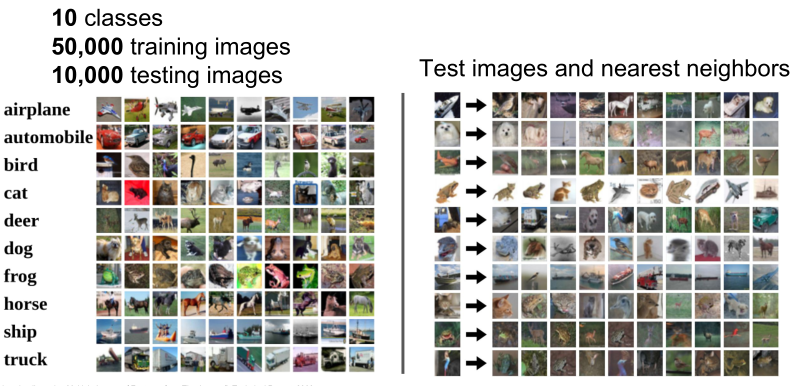 10 classes
50,000 training images
10,000 testing images
Test images and nearest neighbors
airplane
automobile
bird
cat
deer
dog
frog
horse
ship
truck